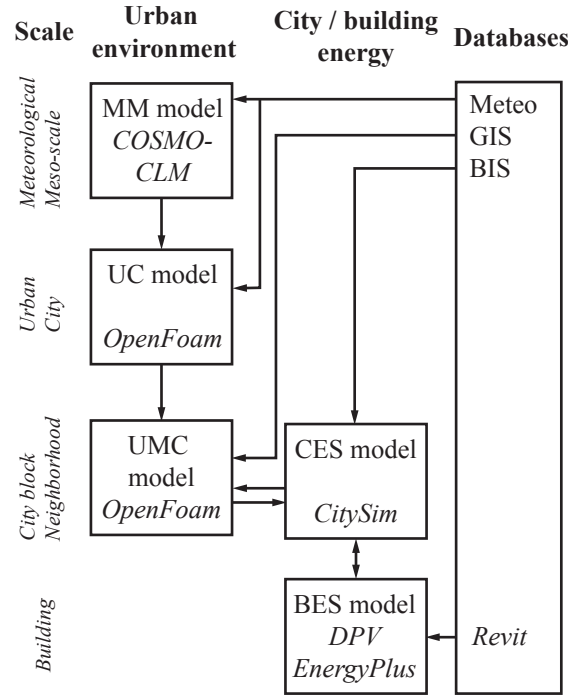 Scale
Urban
environment
City / building
energy
Databases
Meteorological
Meso-scale
MM model
COSMO-
CLM
Meteo
GIS
BIS
Urban
City
UC model
OpenFoam
City block
Neighborhood
UMC
model
OpenFoam
CES model
CitySim
Building
BES model
DPV
EnergyPlus
Revit